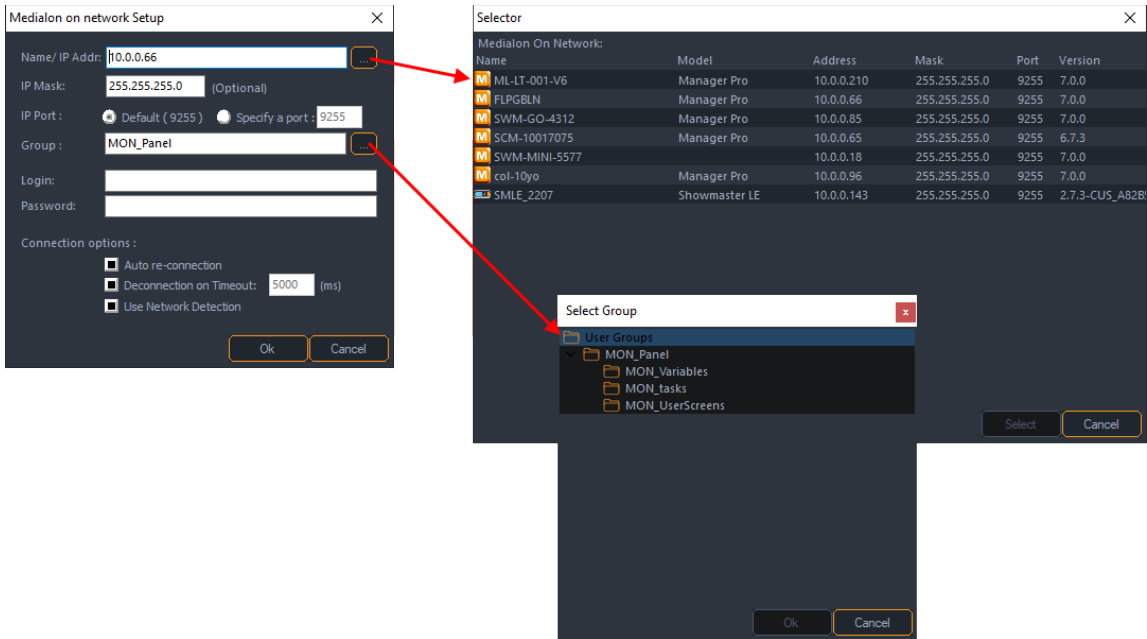 Medialon on network Setup
Name/ IP Addr: 10.0.0.66 ...
IP Mask: 255.255.255.0 (Optional)
IP Port : Default ( 9255 ) Specify a port : 9255
Group : MON_Panel ...
Login:
Password:
Connection options :
Auto re-connection
Deconnection on Timeout: 5000 (ms)
Use Network Detection
Ok Cancel
Selector
Medialon On Network:
Name Model Address Mask Port Version
M ML-LT-001-V6 Manager Pro 10.0.0.210 255.255.255.0 9255 7.0.0
M FLPGBLN Manager Pro 10.0.0.66 255.255.255.0 9255 7.0.0
M SWM-GO-4312 Manager Pro 10.0.0.85 255.255.255.0 9255 7.0.0
M SCM-10017075 Manager Pro 10.0.0.65 255.255.255.0 9255 6.7.3
M SWM-MINI-5577 10.0.0.18 255.255.255.0 9255 7.0.0
M col-10yo Manager Pro 10.0.0.96 255.255.255.0 9255 7.0.0
SMLE_2207 Showmaster LE 10.0.0.143 255.255.255.0 9255 2.7.3-CUS_A82B
Select Cancel
Select Group
User Groups
MON_Panel
MON_Variables
MON_tasks
MON_UserScreens
Ok Cancel